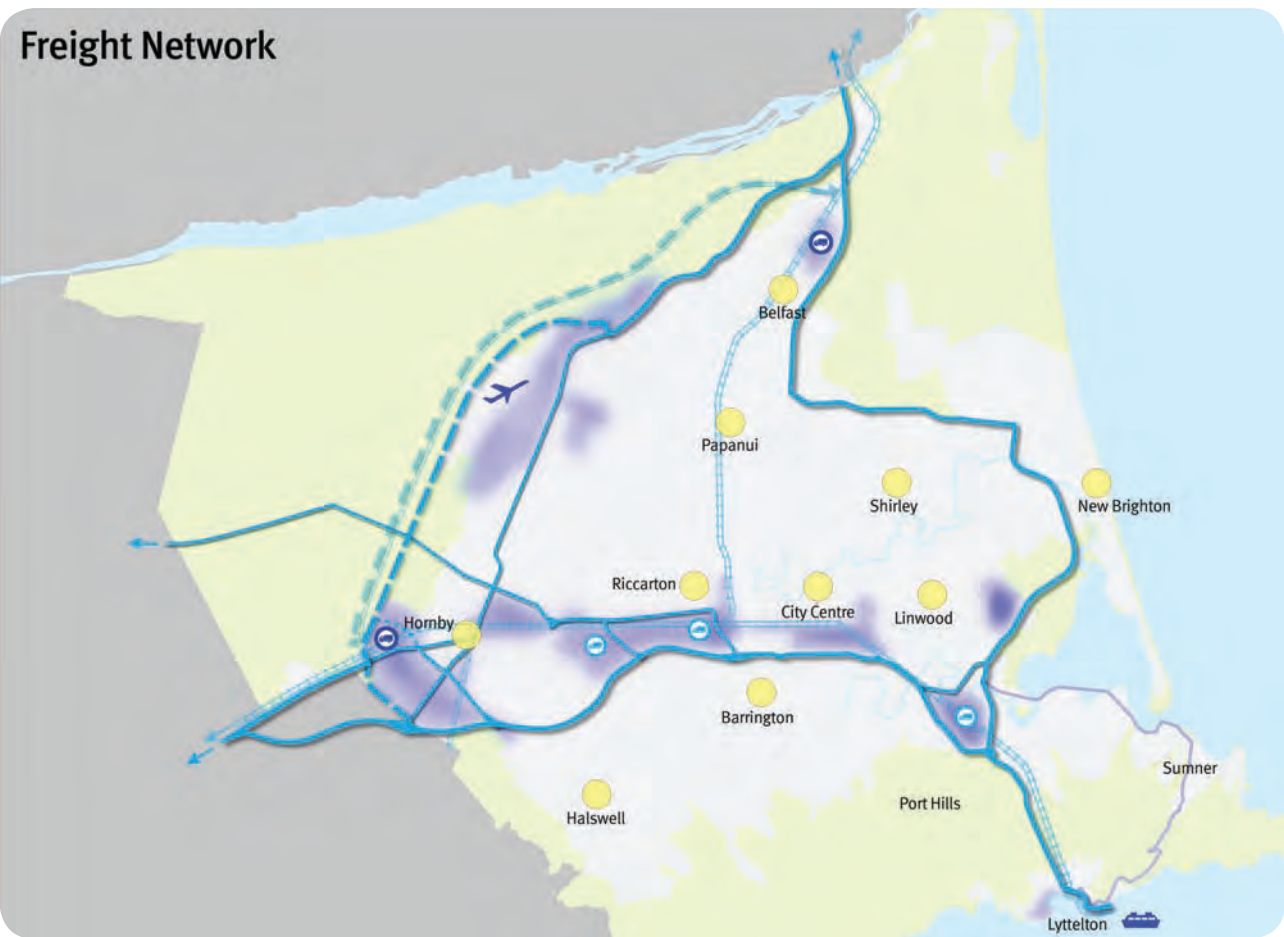 Freight Network
Belfast
Papanui
Shirley
New Brighton
Riccarton
City Centre
Linwood
Hornby
Barrington
Sumner
Port Hills
Halswell
Lyttelton